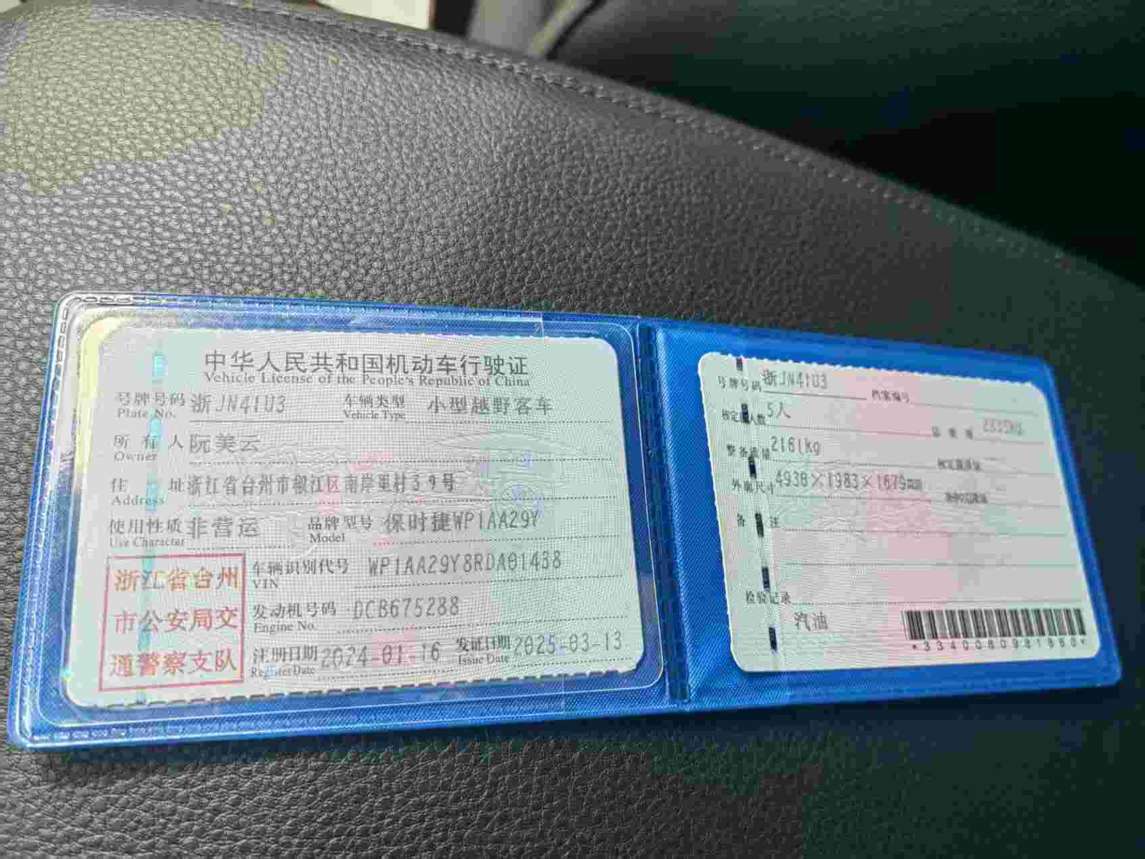 中华人民共和国机动车行驶证
Vehicle License of the People's Republic of China
号牌号码 浙JN41U3 车辆类型 小型越野客车
Plate No. Vehicle Type
所有人 阮美云
Owner
住址 浙江省台州市椒江区南岸里村39号
Address
使用性质 非营运 品牌型号 保时捷WP1AA29Y
Use Character Model
浙江省台州
市公安局交
通警察支队
车辆识别代号 WP1AA29Y8RDA01438
VIN
发动机号码 DCB675288
Engine No.
注册日期 2024-01-16 发证日期 2025-03-13
Register Date Issue Date
号牌号码 浙JN41U3 档案编号
核定人数 5人 总质量
整备质量 2161kg 核定载质量
外廓尺寸 4938×1983×1679
备注
检验记录
汽油